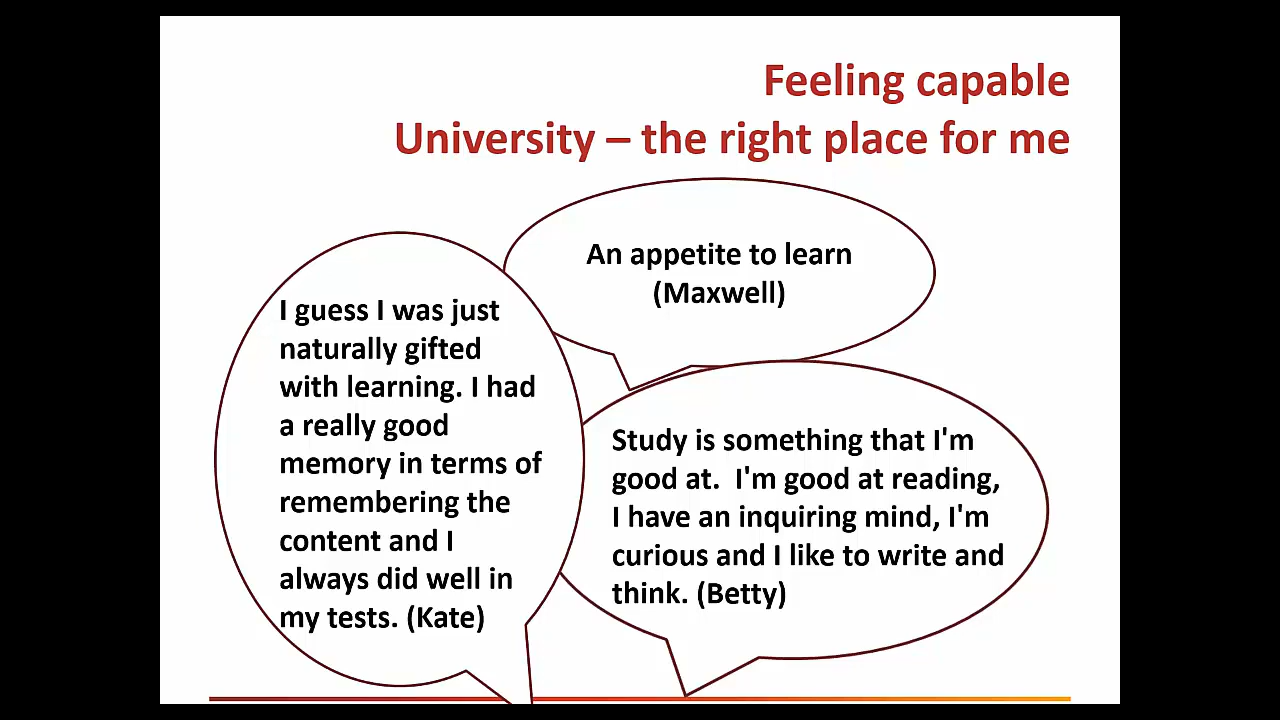 Feeling capable
University – the right place for me
An appetite to learn
(Maxwell)
I guess I was just
naturally gifted
with learning. I had
a really good
memory in terms of
remembering the
content and I
always did well in
my tests. (Kate)
Study is something that I'm
good at.  I'm good at reading,
I have an inquiring mind, I'm
curious and I like to write and
think. (Betty)